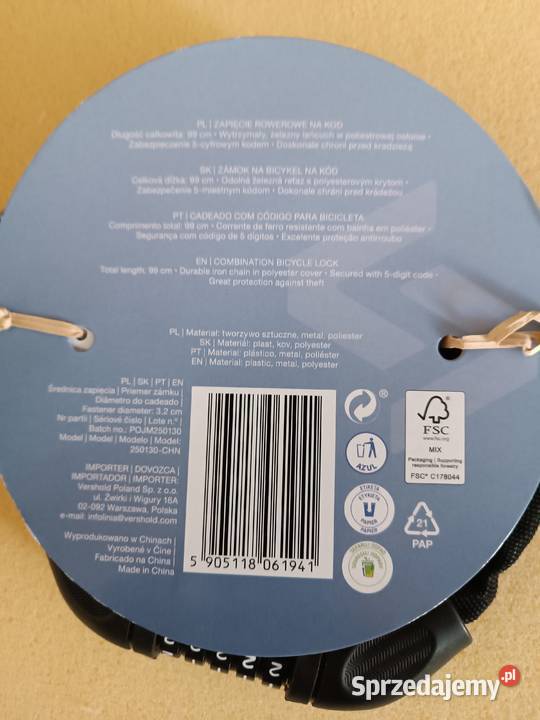 PL | ZAPIĘCIE ROWEROWE NA KOD
Długość całkowita: 99 cm • Wytrzymały, żelazny łańcuch w poliestrowej osłonie •
Zabezpieczenie 5-cyfrowym kodem • Doskonale chroni przed kradzieżą
SK | ZÁMOK NA BICYKEL NA KÓD
Celková dĺžka: 99 cm • Odolná železná reťaz s polyesterovým krytom •
Zabezpečenie 5-miestnym kódom • Dokonale chráni pred krádežou
PT | CADEADO COM CÓDIGO PARA BICICLETA
Comprimento total: 99 cm • Corrente de ferro resistente com bainha em poliéster •
Segurança com código de 5 dígitos • Excelente proteção antirroubo
EN | COMBINATION BICYCLE LOCK
Total length: 99 cm • Durable iron chain in polyester cover • Secured with 5-digit code •
Great protection against theft
PL | Materiał: tworzywo sztuczne, metal, poliester
SK | Materiál: plast, kov, polyester
PT | Material: plástico, metal, poliéster
EN | Material: plastic, metal, polyester
PL | SK | PT | EN
Średnica zapięcia | Priemer zámku |
Diâmetro do cadeado |
Fastener diameter: 3,2 cm
Nr partii | Sériové číslo | Lote n.° |
Batch no.: POJM250130
Model | Model | Modelo | Model:
250130-CHN
IMPORTER | DOVOZCA |
IMPORTADOR | IMPORTER:
Vershold Poland Sp. z o.o.
ul. Żwirki i Wigury 16A
02-092 Warszawa, Polska
e-mail: infolinia@vershold.com
Wyprodukowano w Chinach |
Vyrobené v Číne |
Fabricado na China |
Made in China
5 905118 061941
®
AZUL
ETIKETA
ETYKIETA
PAPIER
PAPIER
FSC
www.fsc.org
MIX
Packaging | Supporting
responsible forestry
FSC® C178044
21
PAP
2 2 2 2 2
Sprzedajemy.pl